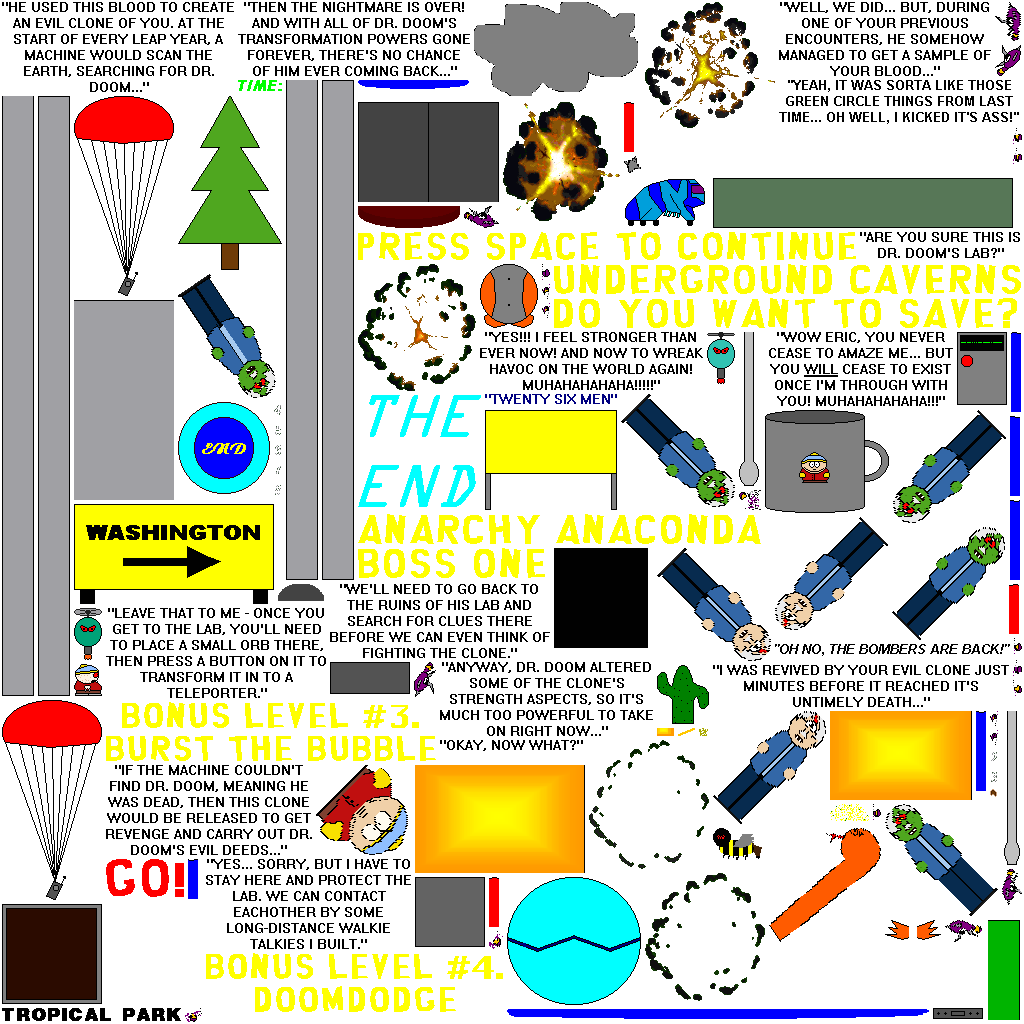 "HE USED THIS BLOOD TO CREATE
AN EVIL CLONE OF YOU. AT THE
START OF EVERY LEAP YEAR, A
MACHINE WOULD SCAN THE
EARTH, SEARCHING FOR DR.
DOOM..."
"THEN THE NIGHTMARE IS OVER!
AND WITH ALL OF DR. DOOM'S
TRANSFORMATION POWERS GONE
FOREVER, THERE'S NO CHANCE
OF HIM EVER COMING BACK..."
TIME:
"WELL, WE DID... BUT, DURING
ONE OF YOUR PREVIOUS
ENCOUNTERS, HE SOMEHOW
MANAGED TO GET A SAMPLE OF
YOUR BLOOD..."
"YEAH, IT WAS SORTA LIKE THOSE
GREEN CIRCLE THINGS FROM LAST
TIME... OH WELL, I KICKED IT'S ASS!"
PRESS SPACE TO CONTINUE
"ARE YOU SURE THIS IS
DR. DOOM'S LAB?"
UNDERGROUND CAVERNS
DO YOU WANT TO SAVE?
"YES!!! I FEEL STRONGER THAN
EVER NOW! AND NOW TO WREAK
HAVOC ON THE WORLD AGAIN!
MUHAHAHAHAHA!!!!!"
"TWENTY SIX MEN"
"WOW ERIC, YOU NEVER
CEASE TO AMAZE ME... BUT
YOU WILL CEASE TO EXIST
ONCE I'M THROUGH WITH
YOU! MUHAHAHAHAHA!!!"
THE
END
END
ANARCHY ANACONDA
BOSS ONE
WASHINGTON
"WE'LL NEED TO GO BACK TO
THE RUINS OF HIS LAB AND
SEARCH FOR CLUES THERE
BEFORE WE CAN EVEN THINK OF
FIGHTING THE CLONE."
"LEAVE THAT TO ME - ONCE YOU
GET TO THE LAB, YOU'LL NEED
TO PLACE A SMALL ORB THERE,
THEN PRESS A BUTTON ON IT TO
TRANSFORM IT IN TO A
TELEPORTER."
"OH NO, THE BOMBERS ARE BACK!"
"ANYWAY, DR. DOOM ALTERED
SOME OF THE CLONE'S
STRENGTH ASPECTS, SO IT'S
MUCH TOO POWERFUL TO TAKE
ON RIGHT NOW..."
"I WAS REVIVED BY YOUR EVIL CLONE JUST
MINUTES BEFORE IT REACHED IT'S
UNTIMELY DEATH..."
BONUS LEVEL #3.
BURST THE BUBBLE
"OKAY, NOW WHAT?"
"IF THE MACHINE COULDN'T
FIND DR. DOOM, MEANING HE
WAS DEAD, THEN THIS CLONE
WOULD BE RELEASED TO GET
REVENGE AND CARRY OUT DR.
DOOM'S EVIL DEEDS..."
GO!
"YES... SORRY, BUT I HAVE TO
STAY HERE AND PROTECT THE
LAB. WE CAN CONTACT
EACHOTHER BY SOME
LONG-DISTANCE WALKIE
TALKIES I BUILT."
BONUS LEVEL #4.
DOOMDODGE
TROPICAL PARK